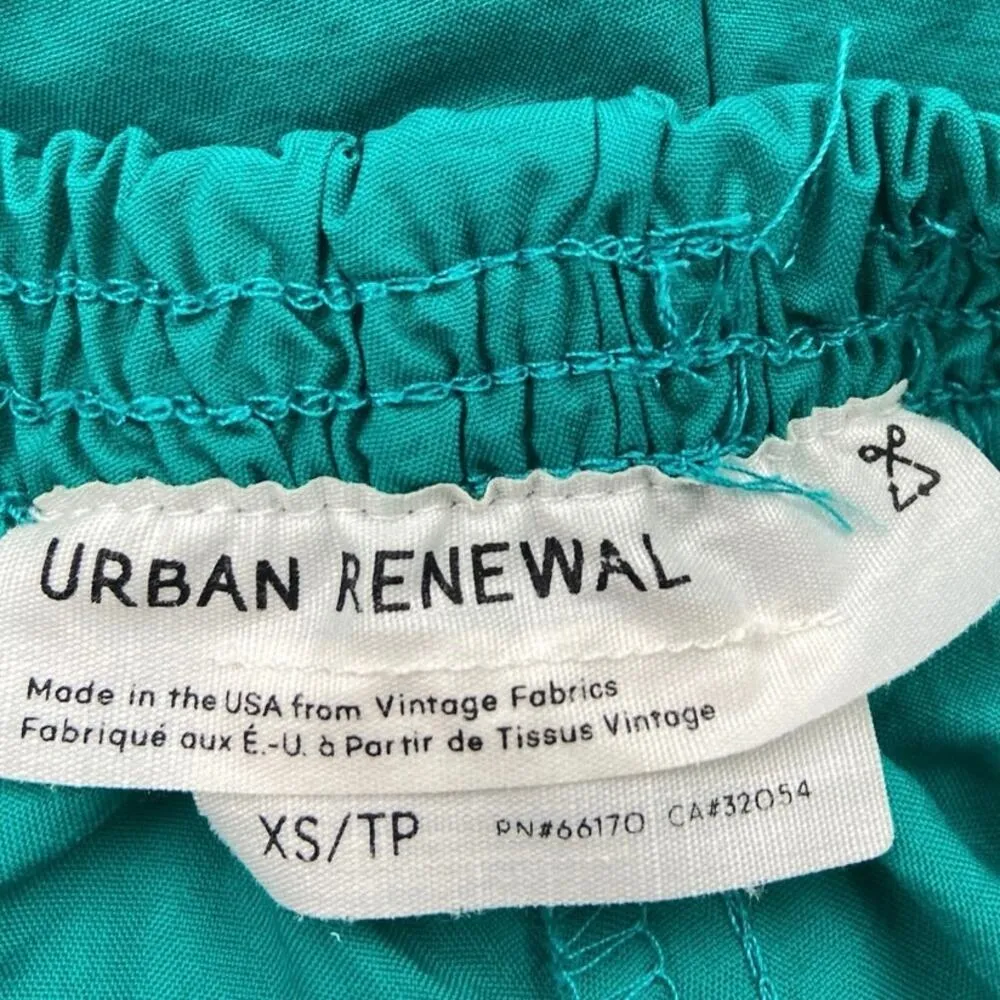 URBAN RENEWAL
Made in the USA from Vintage Fabrics
Fabriqué aux É.-U. à Partir de Tissus Vintage
XS/TP PN#66170 CA#32054